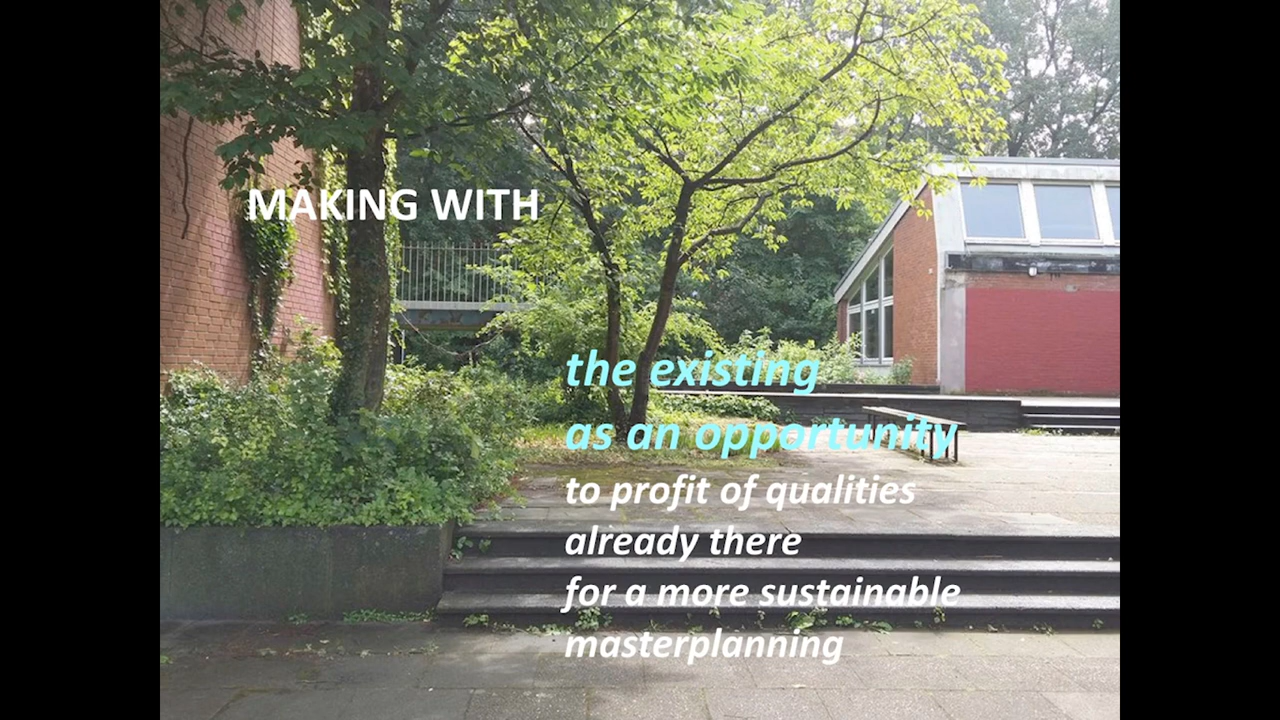 MAKING WITH
the existing
as an opportunity
to profit of qualities
already there
for a more sustainable
masterplanning